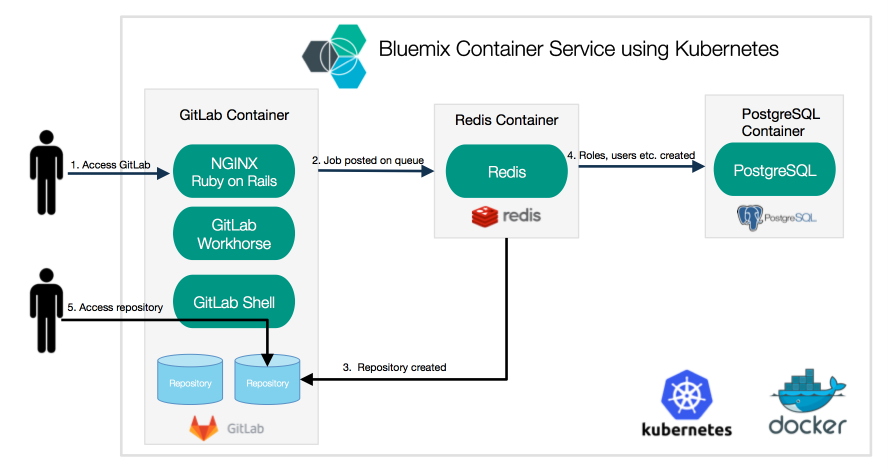 Bluemix Container Service using Kubernetes
GitLab Container
NGINX
Ruby on Rails
GitLab
Workhorse
GitLab Shell
Repository
Repository
GitLab
1. Access GitLab
2. Job posted on queue
Redis Container
Redis
redis
4. Roles, users etc. created
PostgreSQL
Container
PostgreSQL
PostgreSQL
5. Access repository
3. Repository created
kubernetes
docker